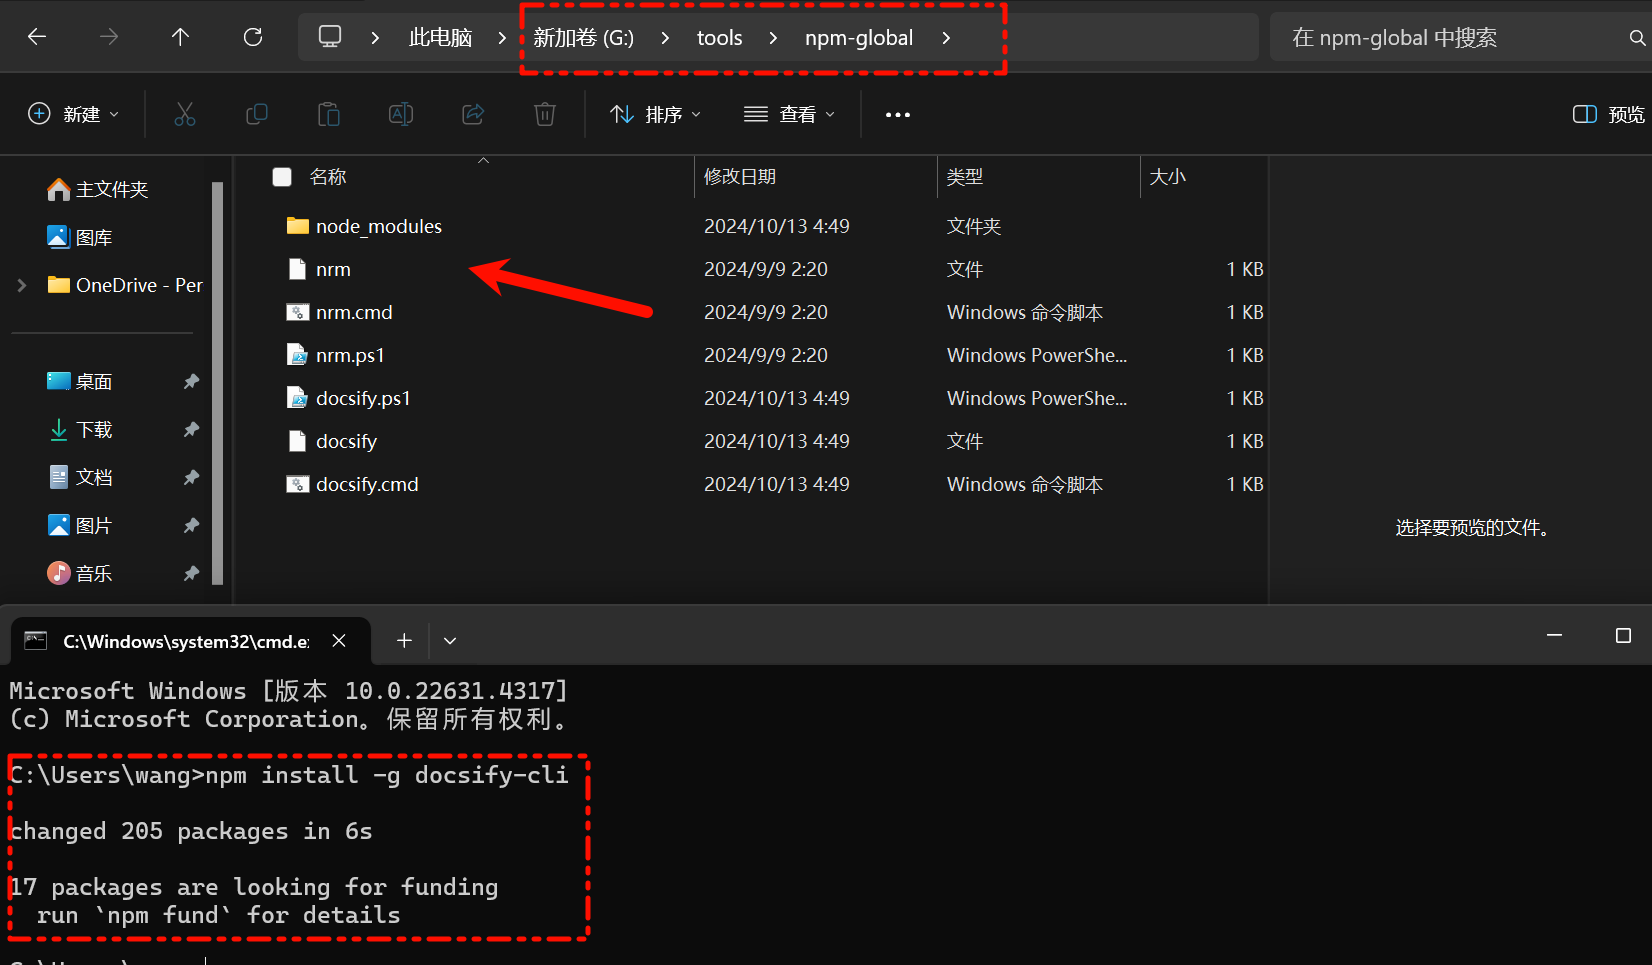 此电脑 新加卷 (G:) tools npm-global
在 npm-global 中搜索
新建 排序 查看 预览
名称 修改日期 类型 大小
主文件夹
图库
OneDrive - Per
桌面
下载
文档
图片
音乐
node_modules 2024/10/13 4:49 文件夹
nrm 2024/9/9 2:20 文件 1 KB
nrm.cmd 2024/9/9 2:20 Windows 命令脚本 1 KB
nrm.ps1 2024/9/9 2:20 Windows PowerShe... 1 KB
docsify.ps1 2024/10/13 4:49 Windows PowerShe... 1 KB
docsify 2024/10/13 4:49 文件 1 KB
docsify.cmd 2024/10/13 4:49 Windows 命令脚本 1 KB
选择要预览的文件。
C:\Windows\system32\cmd.e
Microsoft Windows [版本 10.0.22631.4317]
(c) Microsoft Corporation。保留所有权利。
C:\Users\wang>npm install -g docsify-cli
changed 205 packages in 6s
17 packages are looking for funding
run `npm fund` for details